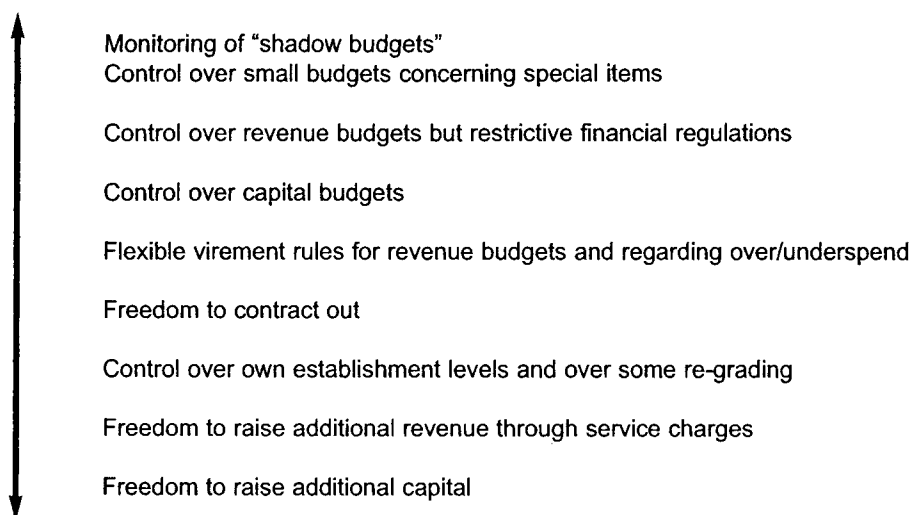 Monitoring of “shadow budgets”
Control over small budgets concerning special items
Control over revenue budgets but restrictive financial regulations
Control over capital budgets
Flexible virement rules for revenue budgets and regarding over/underspend
Freedom to contract out
Control over own establishment levels and over some re-grading
Freedom to raise additional revenue through service charges
Freedom to raise additional capital